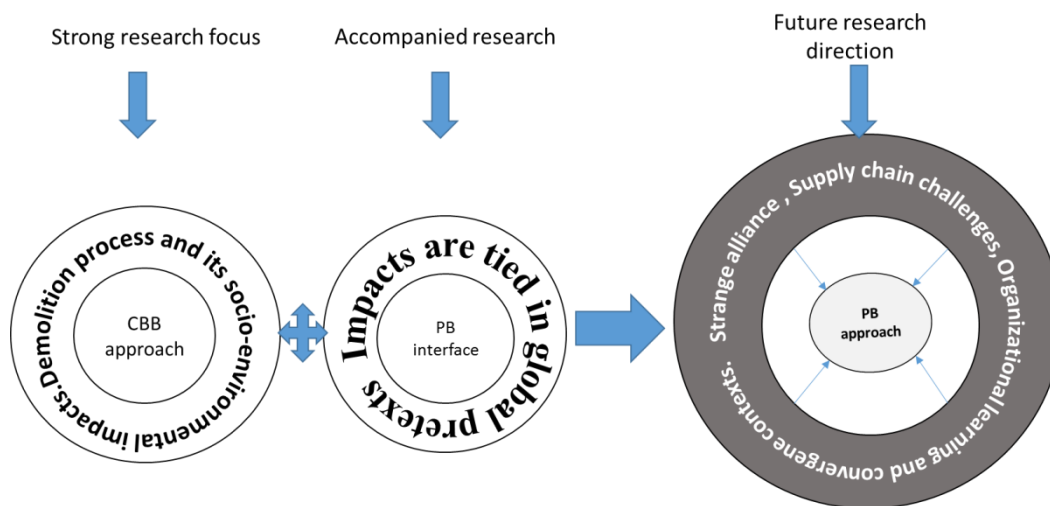 Strong research focus
Accompanied research
Future research
direction
Demolition process and its socio-environmental impacts.
CBB
approach
Impacts are tied in global pretexts
PB
interface
Strange alliance , Supply chain challenges, Organizational learning and convergene contexts.
PB
approach